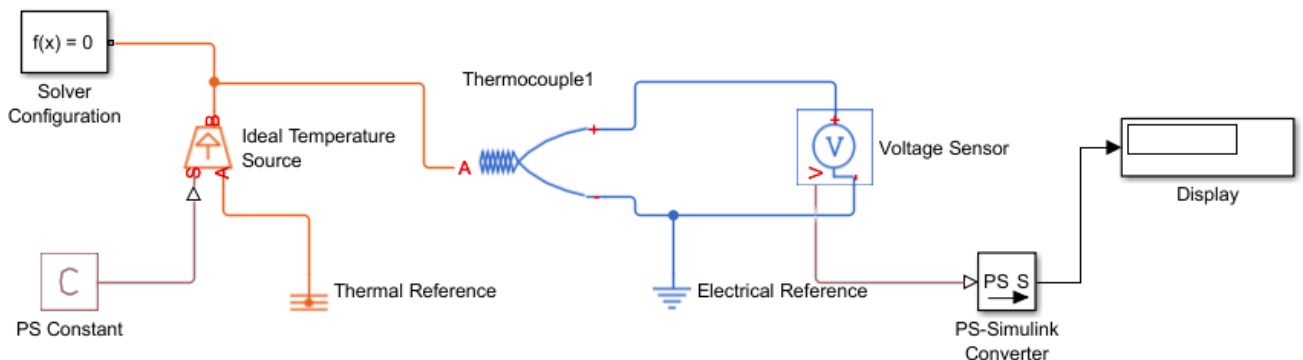 f(x) = 0
Solver
Configuration
B
Ideal Temperature
Source
S
A
C
PS Constant
Thermal Reference
Thermocouple1
A
+
-
+
V
V
-
Voltage Sensor
Electrical Reference
PS S
PS-Simulink
Converter
Display